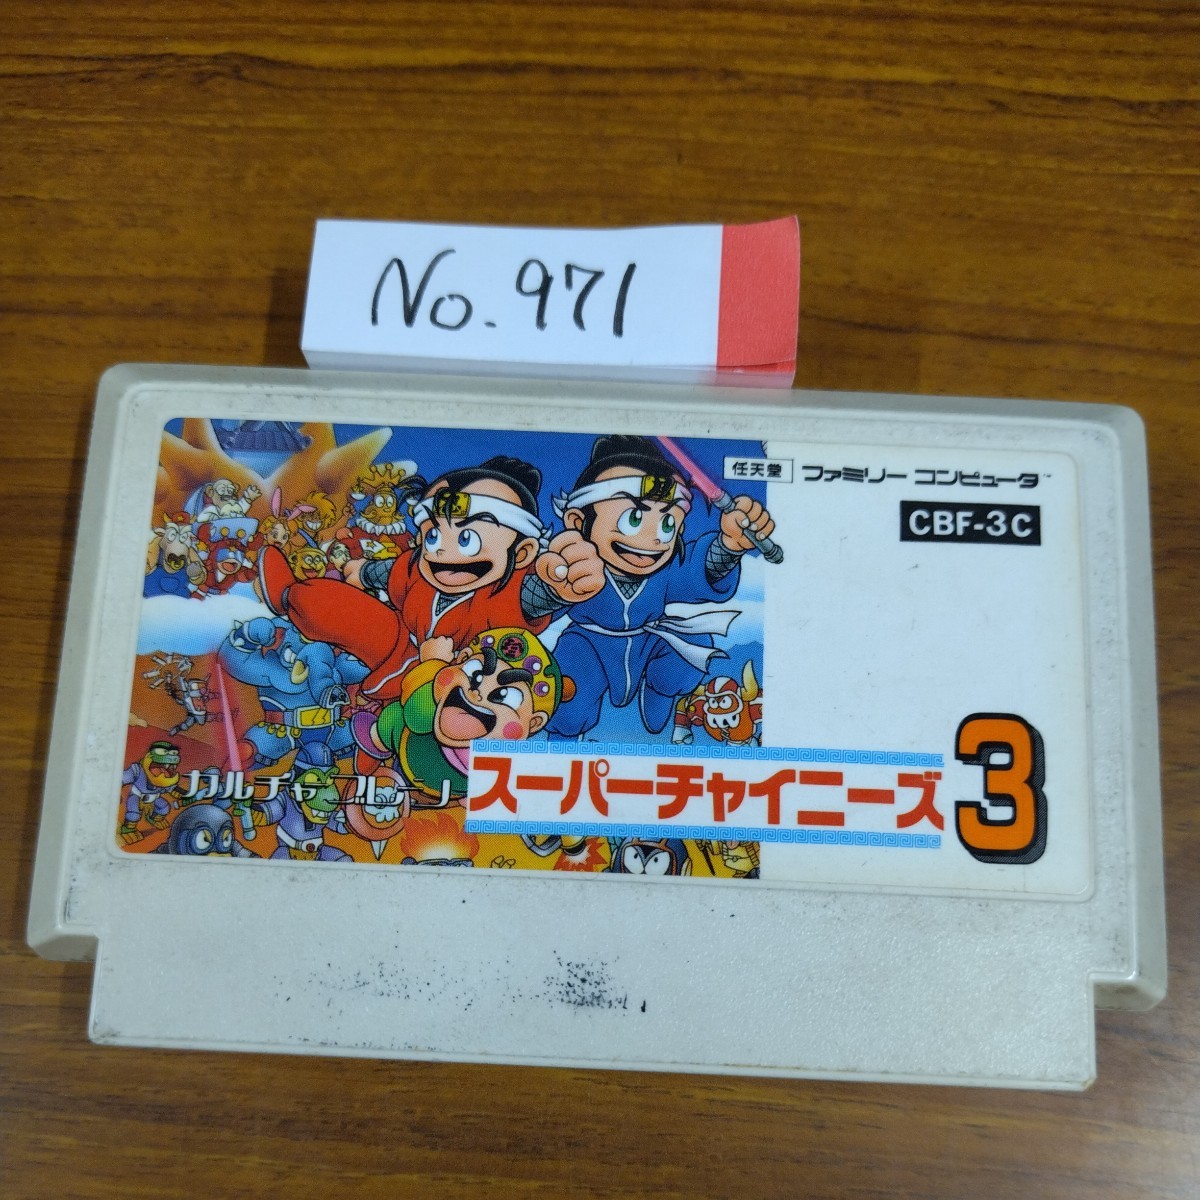 No. 971
任天堂 ファミリー コンピュータ™
CBF-3C
カルチャーブレーン
スーパーチャイニーズ3